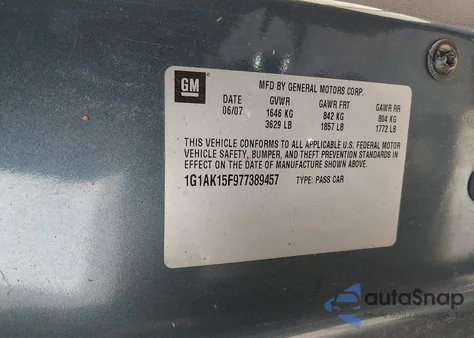 GM
MFD BY GENERAL MOTORS CORP.
DATE GVWR GAWR FRT GAWR RR
06/07 1646 KG 842 KG 804 KG
3629 LB 1857 LB 1772 LB
THIS VEHICLE CONFORMS TO ALL APPLICABLE U.S. FEDERAL MOTOR
VEHICLE SAFETY, BUMPER, AND THEFT PREVENTION STANDARDS IN
EFFECT ON THE DATE OF MANUFACTURE SHOWN ABOVE.
1G1AK15F977389457 TYPE: PASS CAR
autoSnap